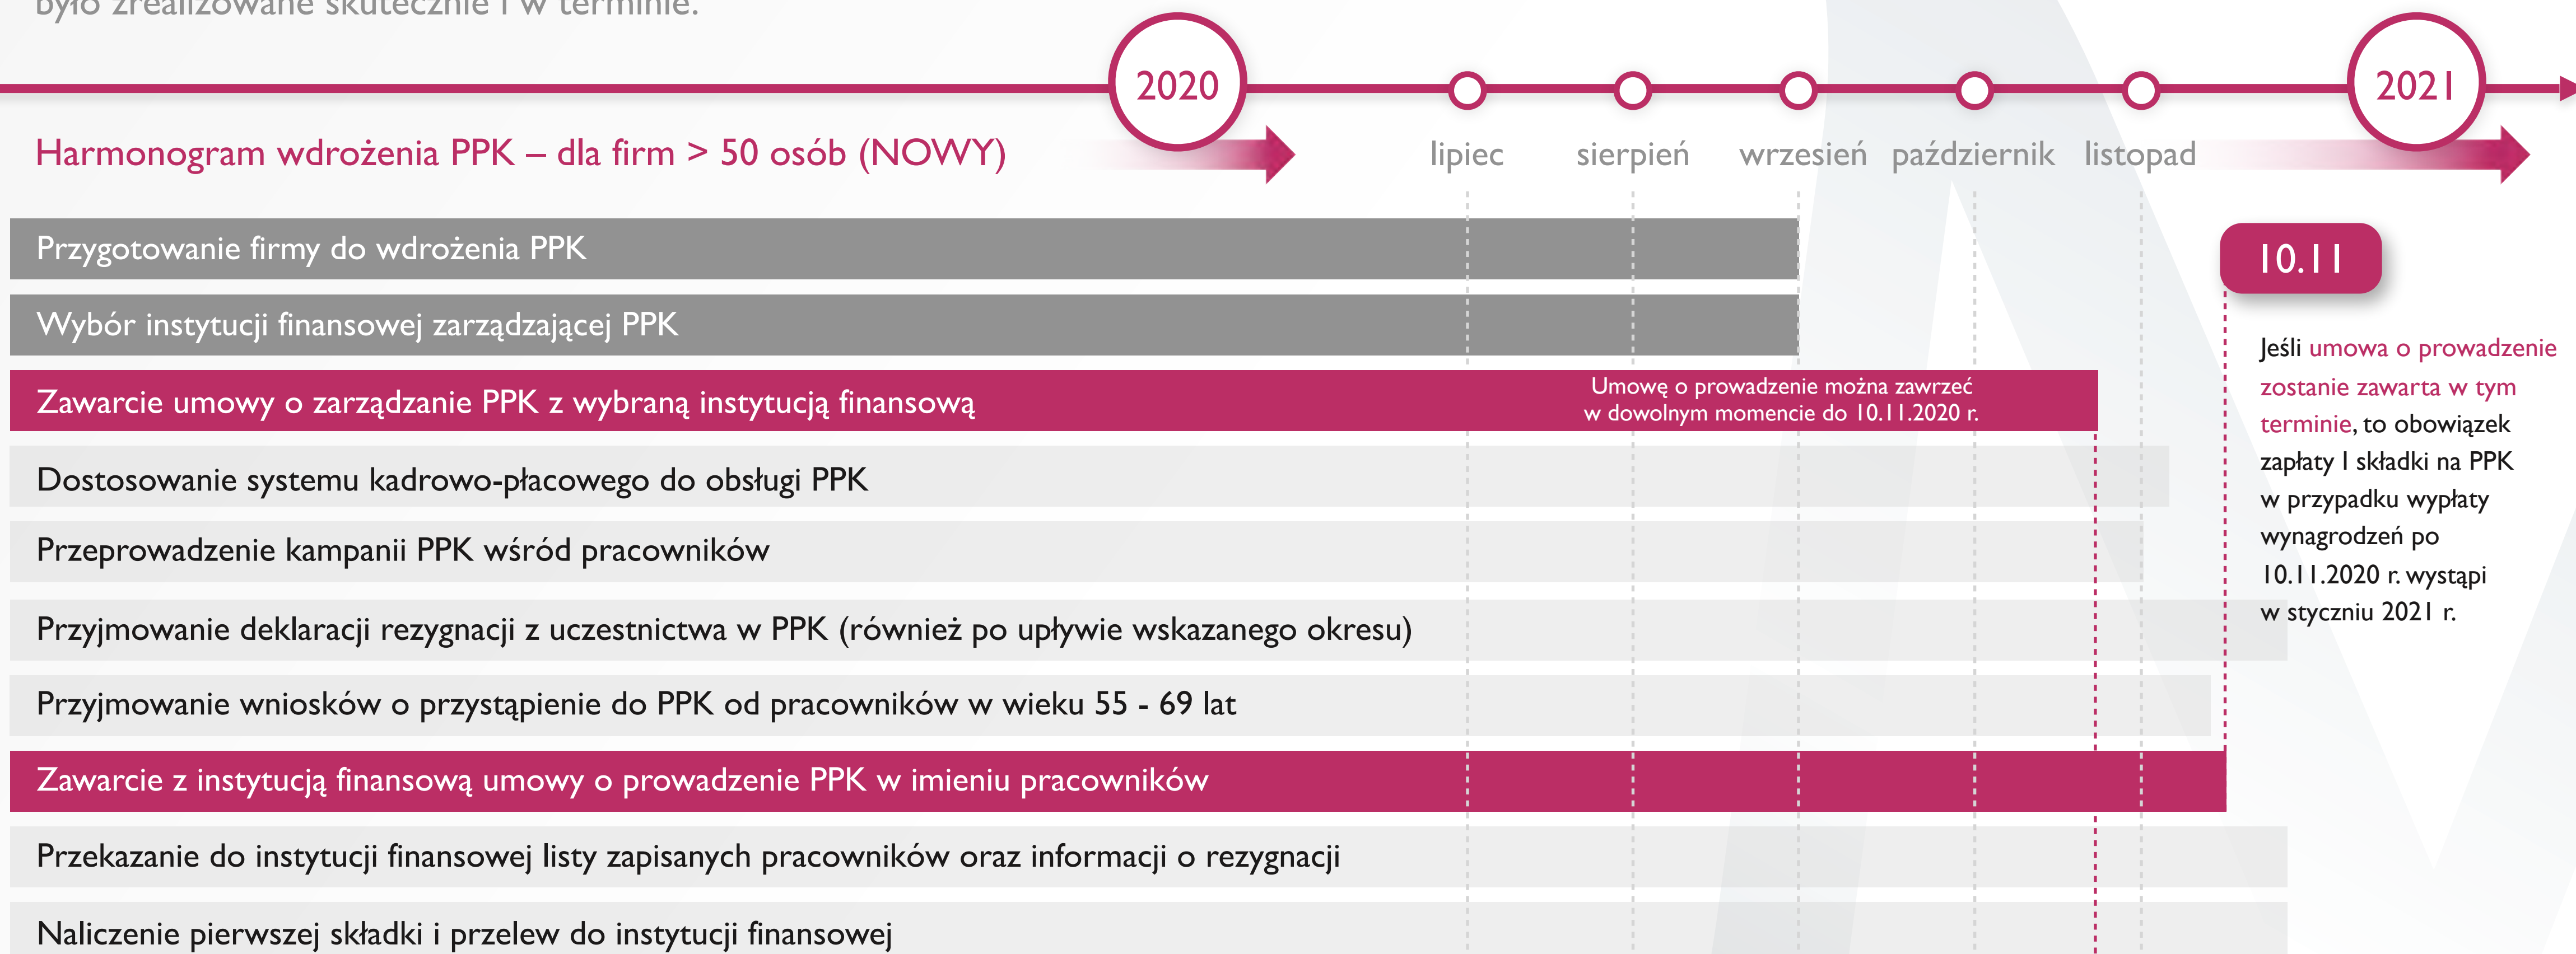 było zrealizowane skutecznie i w terminie.
2020
2021
Harmonogram wdrożenia PPK – dla firm > 50 osób (NOWY)
lipiec
sierpień
wrzesień
październik
listopad
Przygotowanie firmy do wdrożenia PPK
10.11
Wybór instytucji finansowej zarządzającej PPK
Zawarcie umowy o zarządzanie PPK z wybraną instytucją finansową
Umowę o prowadzenie można zawrzeć
w dowolnym momencie do 10.11.2020 r.
Jeśli umowa o prowadzenie
zostanie zawarta w tym
terminie, to obowiązek
zapłaty I składki na PPK
w przypadku wypłaty
wynagrodzeń po
10.11.2020 r. wystąpi
w styczniu 2021 r.
Dostosowanie systemu kadrowo-płacowego do obsługi PPK
Przeprowadzenie kampanii PPK wśród pracowników
Przyjmowanie deklaracji rezygnacji z uczestnictwa w PPK (również po upływie wskazanego okresu)
Przyjmowanie wniosków o przystąpienie do PPK od pracowników w wieku 55 - 69 lat
Zawarcie z instytucją finansową umowy o prowadzenie PPK w imieniu pracowników
Przekazanie do instytucji finansowej listy zapisanych pracowników oraz informacji o rezygnacji
Naliczenie pierwszej składki i przelew do instytucji finansowej